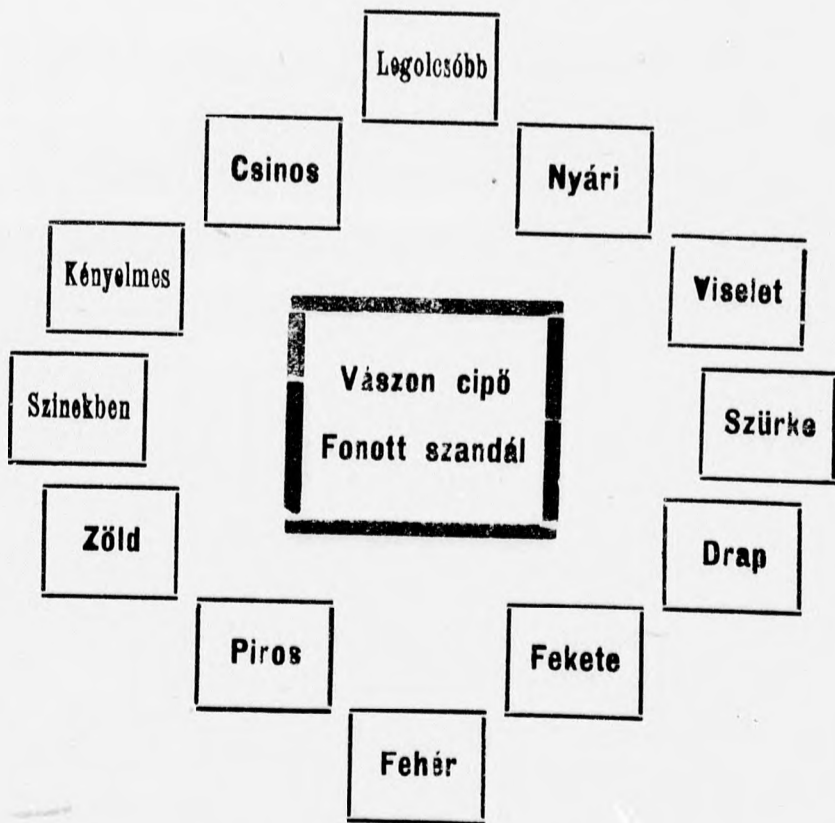 Legolcsóbb
Csinos
Nyári
Kényelmes
Viselet
Vászon cipő
Szinekben
Szürke
Fonott szandál
Zöld
Drap
Piros
Fekete
Fehér